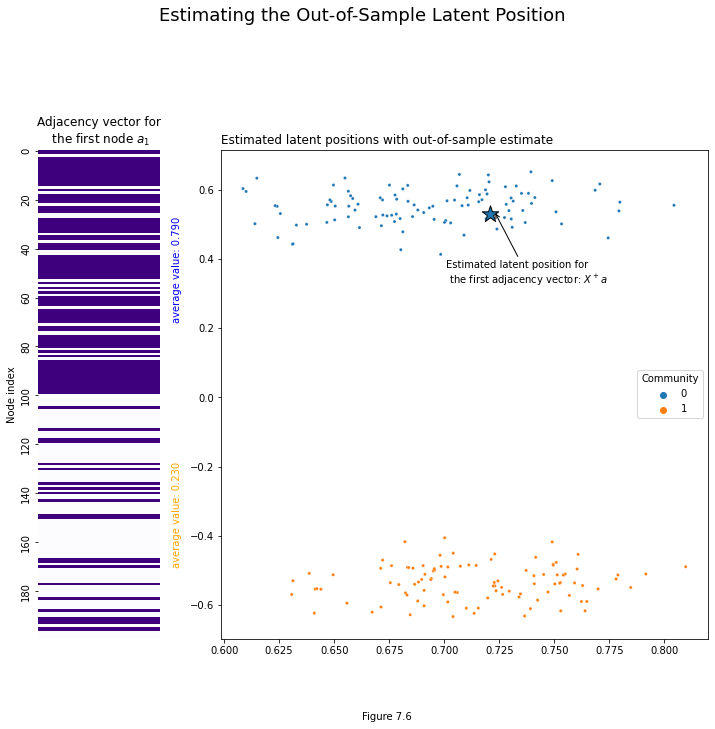 Estimating the Out-of-Sample Latent Position
Adjacency vector for
the first node a₁
Node index
0
20
40
60
80
100
120
140
160
180
average value: 0.790
average value: 0.230
Estimated latent positions with out-of-sample estimate
0.6
0.4
0.2
0.0
−0.2
−0.4
−0.6
0.600 0.625 0.650 0.675 0.700 0.725 0.750 0.775 0.800
Estimated latent position for
the first adjacency vector: X⁺a
Community
0
1
Figure 7.6